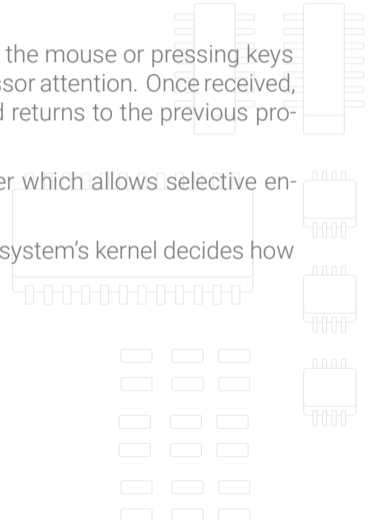 the mouse or pressing keys
ssor attention. Once received,
d returns to the previous pro-
er which allows selective en-
system's kernel decides how